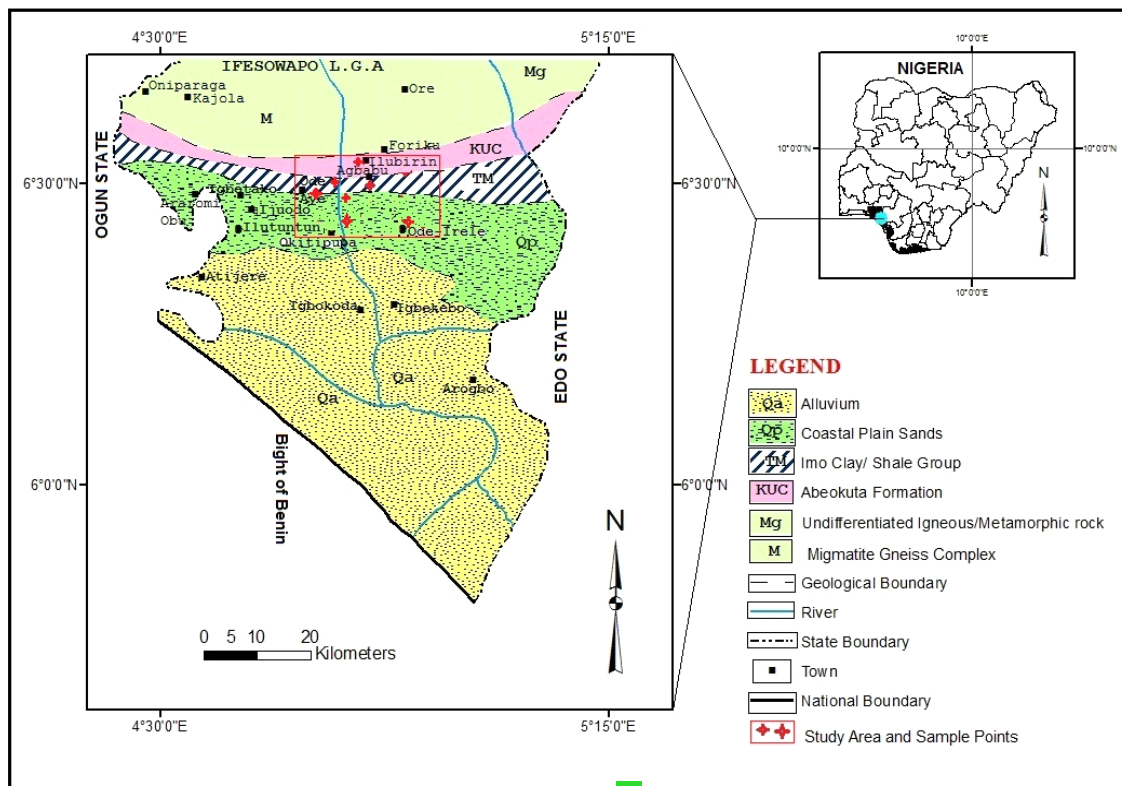 4°30'0"E
5°15'0"E
IFESOWAPO L.G.A
Mg
Oniparaga
Kajola
Ore
M
Foriku
KUC
Ilubirin
Agbabu
TM
Ode
Aye
6°30'0"N
6°30'0"N
OGUN STATE
Igbetako
Araromi
Obu
Ijuodo
Ilutuntun
Okitipupa
Ode Irele
Qp
Atijere
Igbokoda
Igbekebo
EDO STATE
Qa
Arogbo
Qa
Bight of Benin
6°0'0"N
6°0'0"N
N
0 5 10 20
Kilometers
4°30'0"E
5°15'0"E
10°0'0"E
NIGERIA
10°0'0"N
10°0'0"N
N
10°0'0"E
LEGEND
Qa Alluvium
Qp Coastal Plain Sands
TM Imo Clay/ Shale Group
KUC Abeokuta Formation
Mg Undifferentiated Igneous/Metamorphic rock
M Migmatite Gneiss Complex
Geological Boundary
River
State Boundary
Town
National Boundary
Study Area and Sample Points